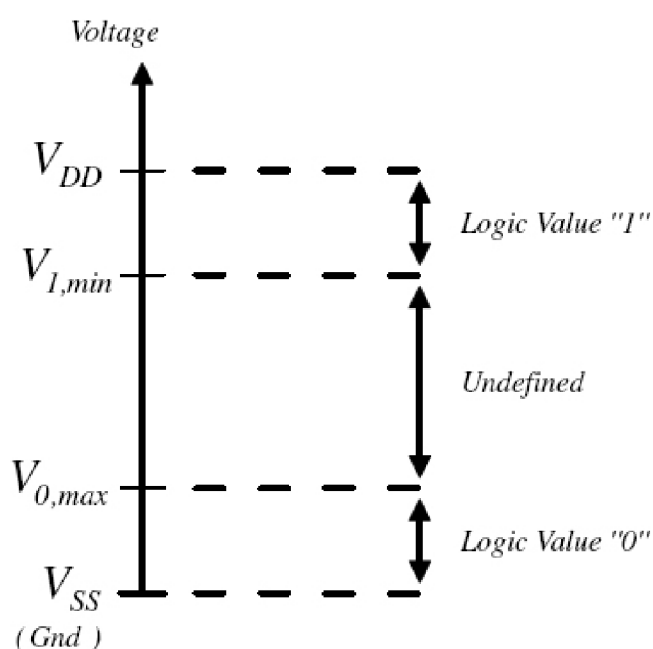 Voltage
V_DD
Logic Value "1"
V_1,min
Undefined
V_0,max
Logic Value "0"
V_SS
(Gnd )